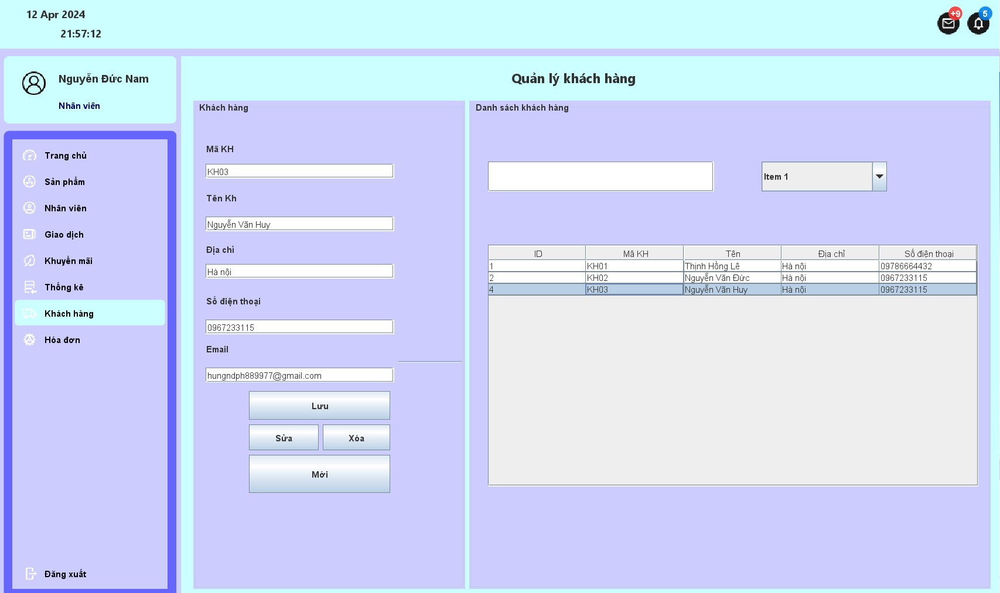 12 Apr 2024
21:57:12
+9
5
Nguyễn Đức Nam
Nhân viên
Trang chủ
Sản phẩm
Nhân viên
Giao dịch
Khuyến mãi
Thống kê
Khách hàng
Hóa đơn
Đăng xuất
Quản lý khách hàng
Khách hàng
Mã KH
KH03
Tên Kh
Nguyễn Văn Huy
Địa chỉ
Hà nội
Số điện thoại
0967233115
Email
hungndph889977@gmail.com
Lưu
Sửa Xóa
Mới
Danh sách khách hàng
Item 1
ID Mã KH Tên Địa chỉ Số điện thoại
1 KH01 Thịnh Hồng Lê Hà nội 09786664432
2 KH02 Nguyễn Văn Đức Hà nội 0967233115
4 KH03 Nguyễn Văn Huy Hà nội 0967233115